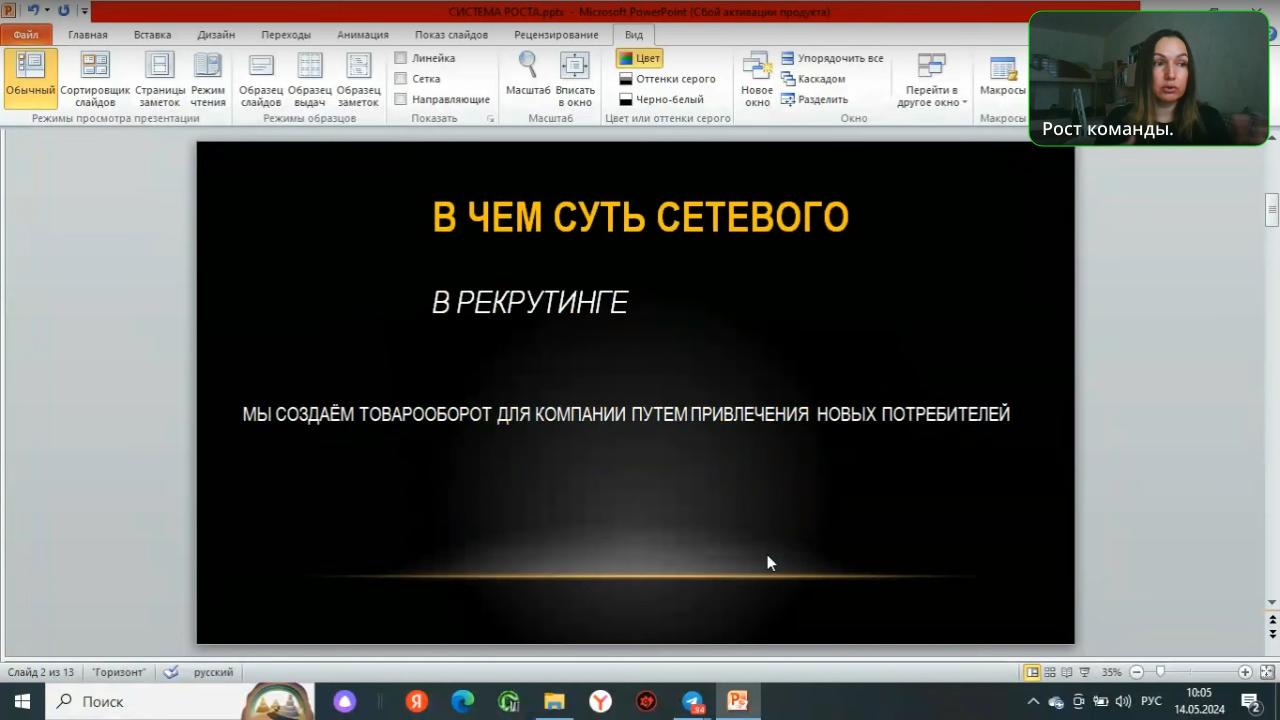 СИСТЕМА РОСТА.pptx - Microsoft PowerPoint (Сбой активации продукта)
Файл Главная Вставка Дизайн Переходы Анимация Показ слайдов Рецензирование Вид
Обычный
Сортировщик слайдов
Страницы заметок
Режим чтения
Режимы просмотра презентации
Образец слайдов
Образец выдач
Образец заметок
Режимы образцов
Линейка
Сетка
Направляющие
Показать
Масштаб
Вписать в окно
Масштаб
Цвет
Оттенки серого
Черно-белый
Цвет или оттенки серого
Новое окно
Упорядочить все
Каскадом
Разделить
Перейти в другое окно
Окно
Макросы
Макросы
Рост команды.
В ЧЕМ СУТЬ СЕТЕВОГО
В РЕКРУТИНГЕ
МЫ СОЗДАЁМ ТОВАРООБОРОТ ДЛЯ КОМПАНИИ ПУТЕМ ПРИВЛЕЧЕНИЯ НОВЫХ ПОТРЕБИТЕЛЕЙ
Слайд 2 из 13 "Горизонт" русский 35%
Поиск
94
РУС
10:05
14.05.2024
2